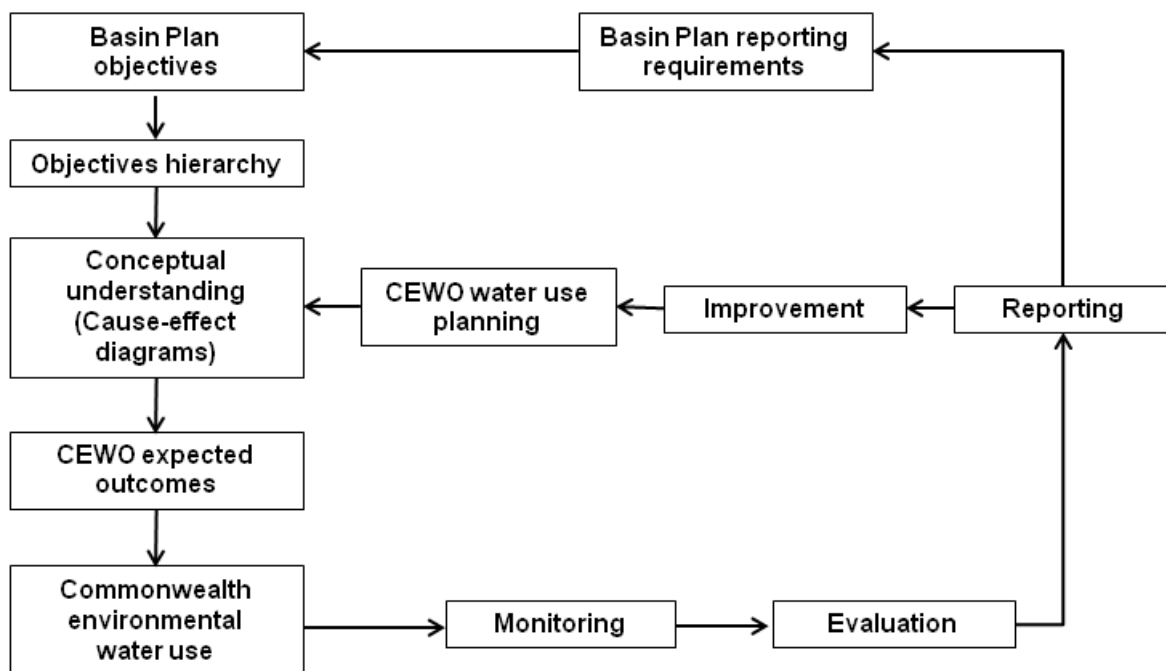 Basin Plan
objectives
Basin Plan reporting
requirements
Objectives hierarchy
Conceptual
understanding
(Cause-effect
diagrams)
CEWO water use
planning
Improvement
Reporting
CEWO expected
outcomes
Commonwealth
environmental
water use
Monitoring
Evaluation